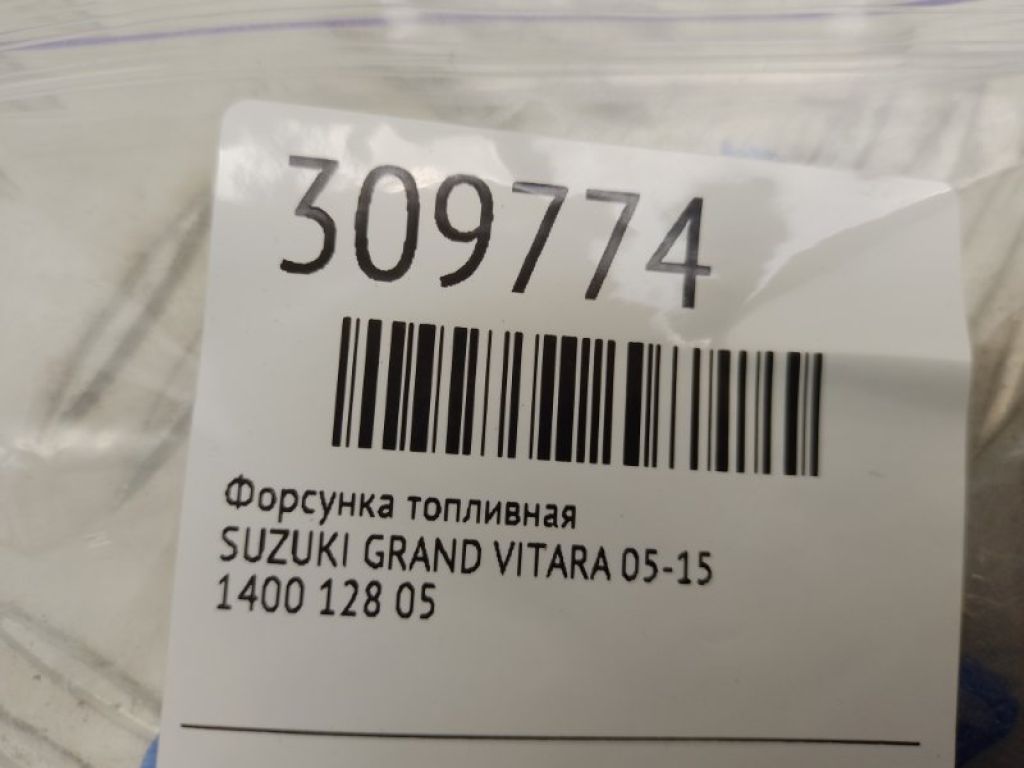 309774
Форсунка топливная
SUZUKI GRAND VITARA 05-15
1400 128 05